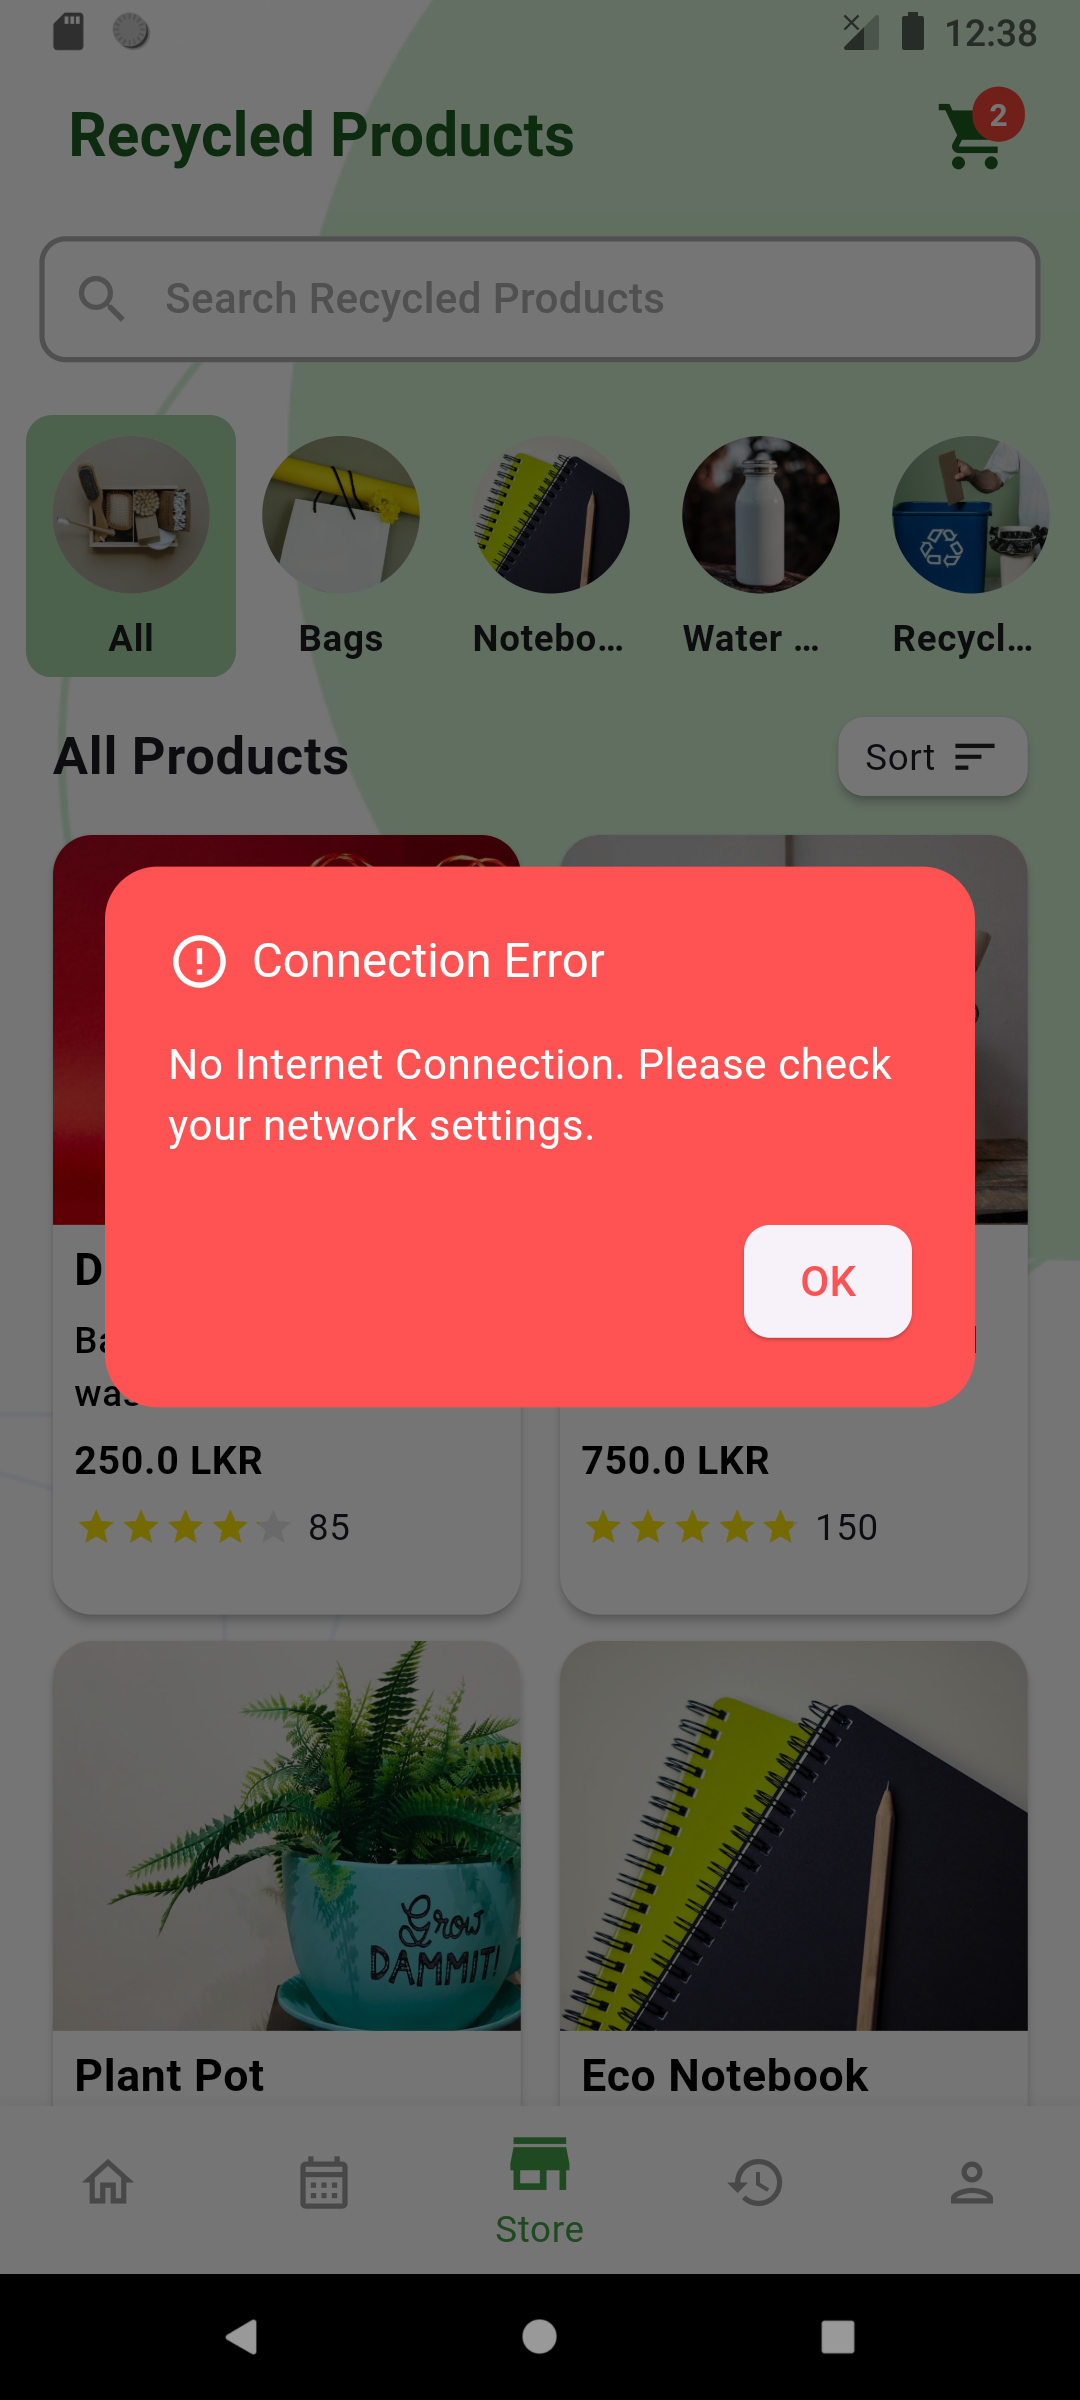 12:38
Recycled Products
2
Search Recycled Products
All
Bags
Notebo...
Water ...
Recycl...
All Products
Sort
Connection Error
No Internet Connection. Please check
your network settings.
OK
250.0 LKR
85
750.0 LKR
150
Grow
DAMMIT!
Plant Pot
Eco Notebook
Store